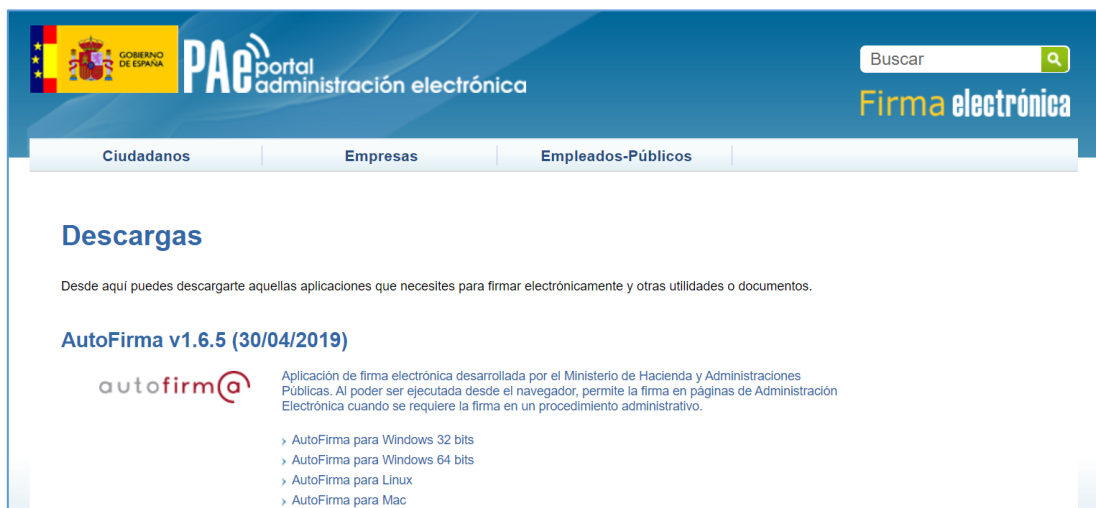 GOBIERNO
DE ESPAÑA
PAe portal
administración electrónica
Buscar
Firma electrónica
Ciudadanos Empresas Empleados-Públicos
Descargas
Desde aquí puedes descargarte aquellas aplicaciones que necesites para firmar electrónicamente y otras utilidades o documentos.
AutoFirma v1.6.5 (30/04/2019)
autofirm@
Aplicación de firma electrónica desarrollada por el Ministerio de Hacienda y Administraciones
Públicas. Al poder ser ejecutada desde el navegador, permite la firma en páginas de Administración
Electrónica cuando se requiere la firma en un procedimiento administrativo.
AutoFirma para Windows 32 bits
AutoFirma para Windows 64 bits
AutoFirma para Linux
AutoFirma para Mac